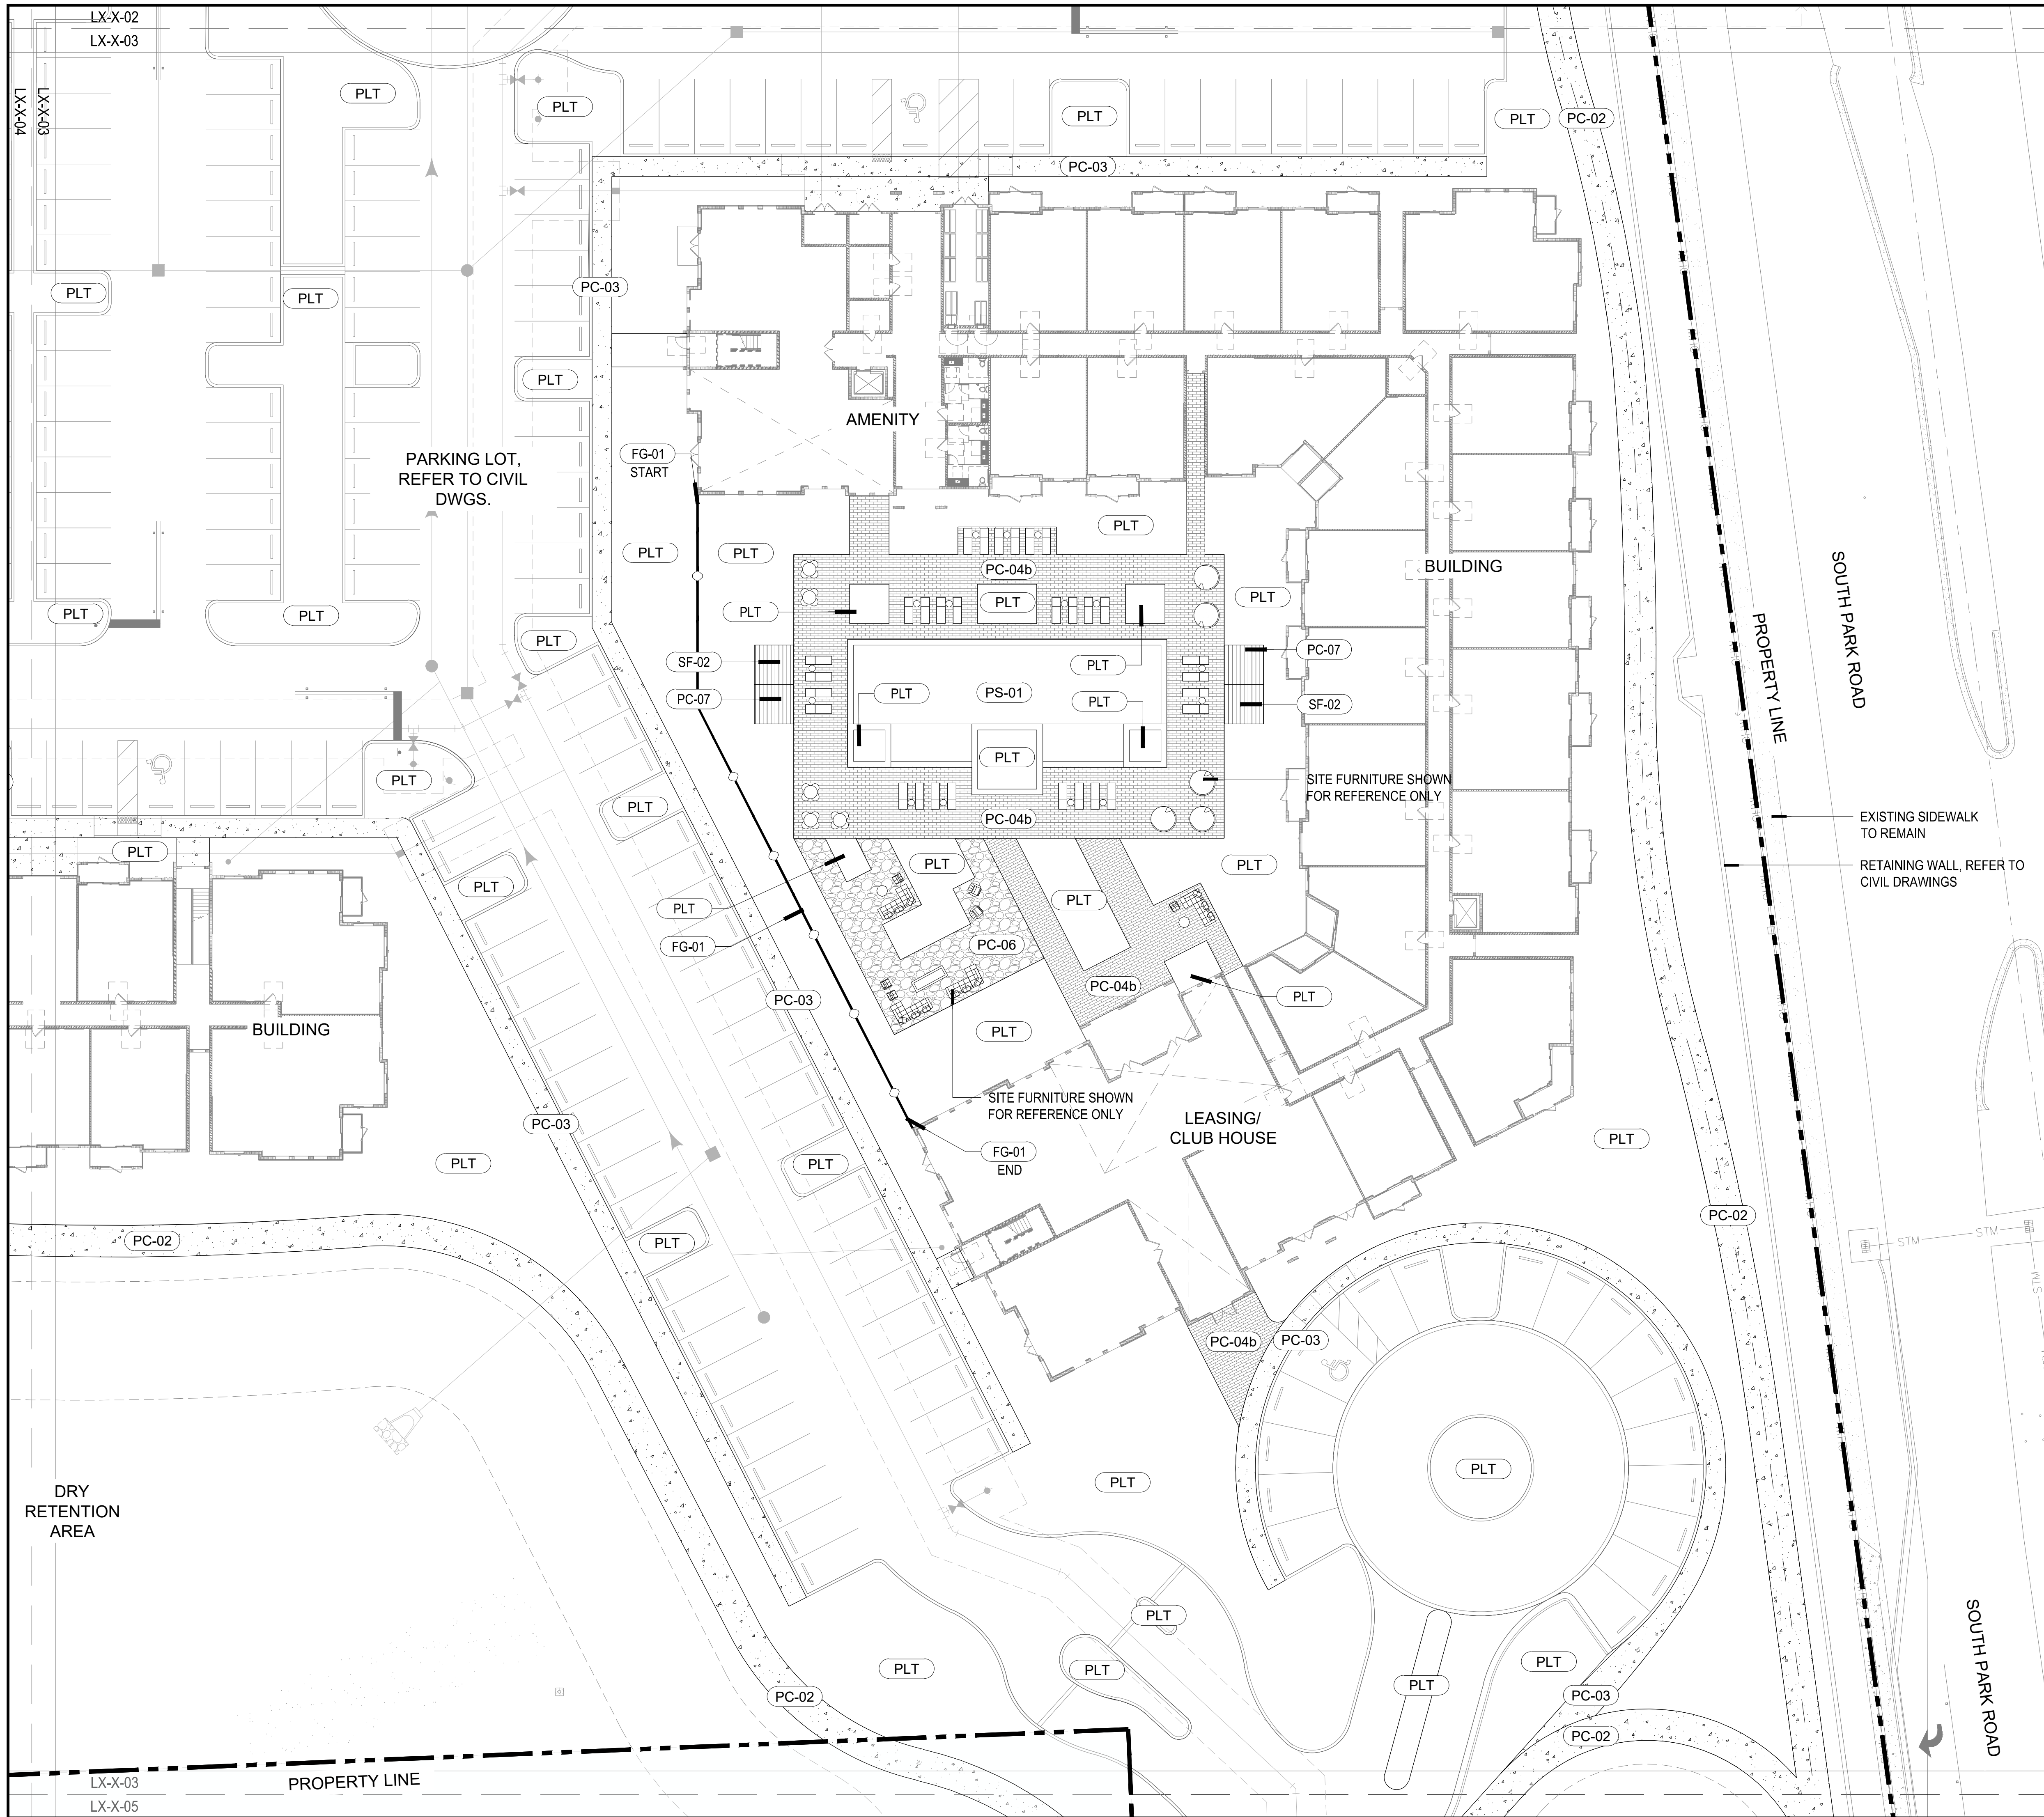 LX-X-02
LX-X-03
LX-X-04
LX-X-03
PLT
PLT
PLT
PLT
PC-02
PC-03
PLT
PLT
PC-03
PLT
AMENITY
FG-01
START
PARKING LOT,
REFER TO CIVIL
DWGS.
PLT
PLT
PLT
PC-04b
BUILDING
SOUTH PARK ROAD
PLT
PLT
PLT
PLT
PLT
PLT
PROPERTY LINE
SF-02
PLT
PC-07
PC-07
PLT
PS-01
PLT
SF-02
PLT
PLT
SITE FURNITURE SHOWN
FOR REFERENCE ONLY
PLT
PC-04b
EXISTING SIDEWALK
TO REMAIN
PLT
PLT
PLT
RETAINING WALL, REFER TO
CIVIL DRAWINGS
PLT
PLT
PLT
FG-01
PC-06
PC-04b
PLT
PC-03
BUILDING
PLT
SITE FURNITURE SHOWN
FOR REFERENCE ONLY
LEASING/
CLUB HOUSE
PC-03
PLT
FG-01
END
PLT
PLT
PC-02
PC-02
PLT
STM
STM
STM
PC-04b
PC-03
PLT
PLT
DRY
RETENTION
AREA
PLT
PLT
PLT
PLT
PLT
PC-02
PC-03
PC-02
SOUTH PARK ROAD
PROPERTY LINE
LX-X-03
LX-X-05